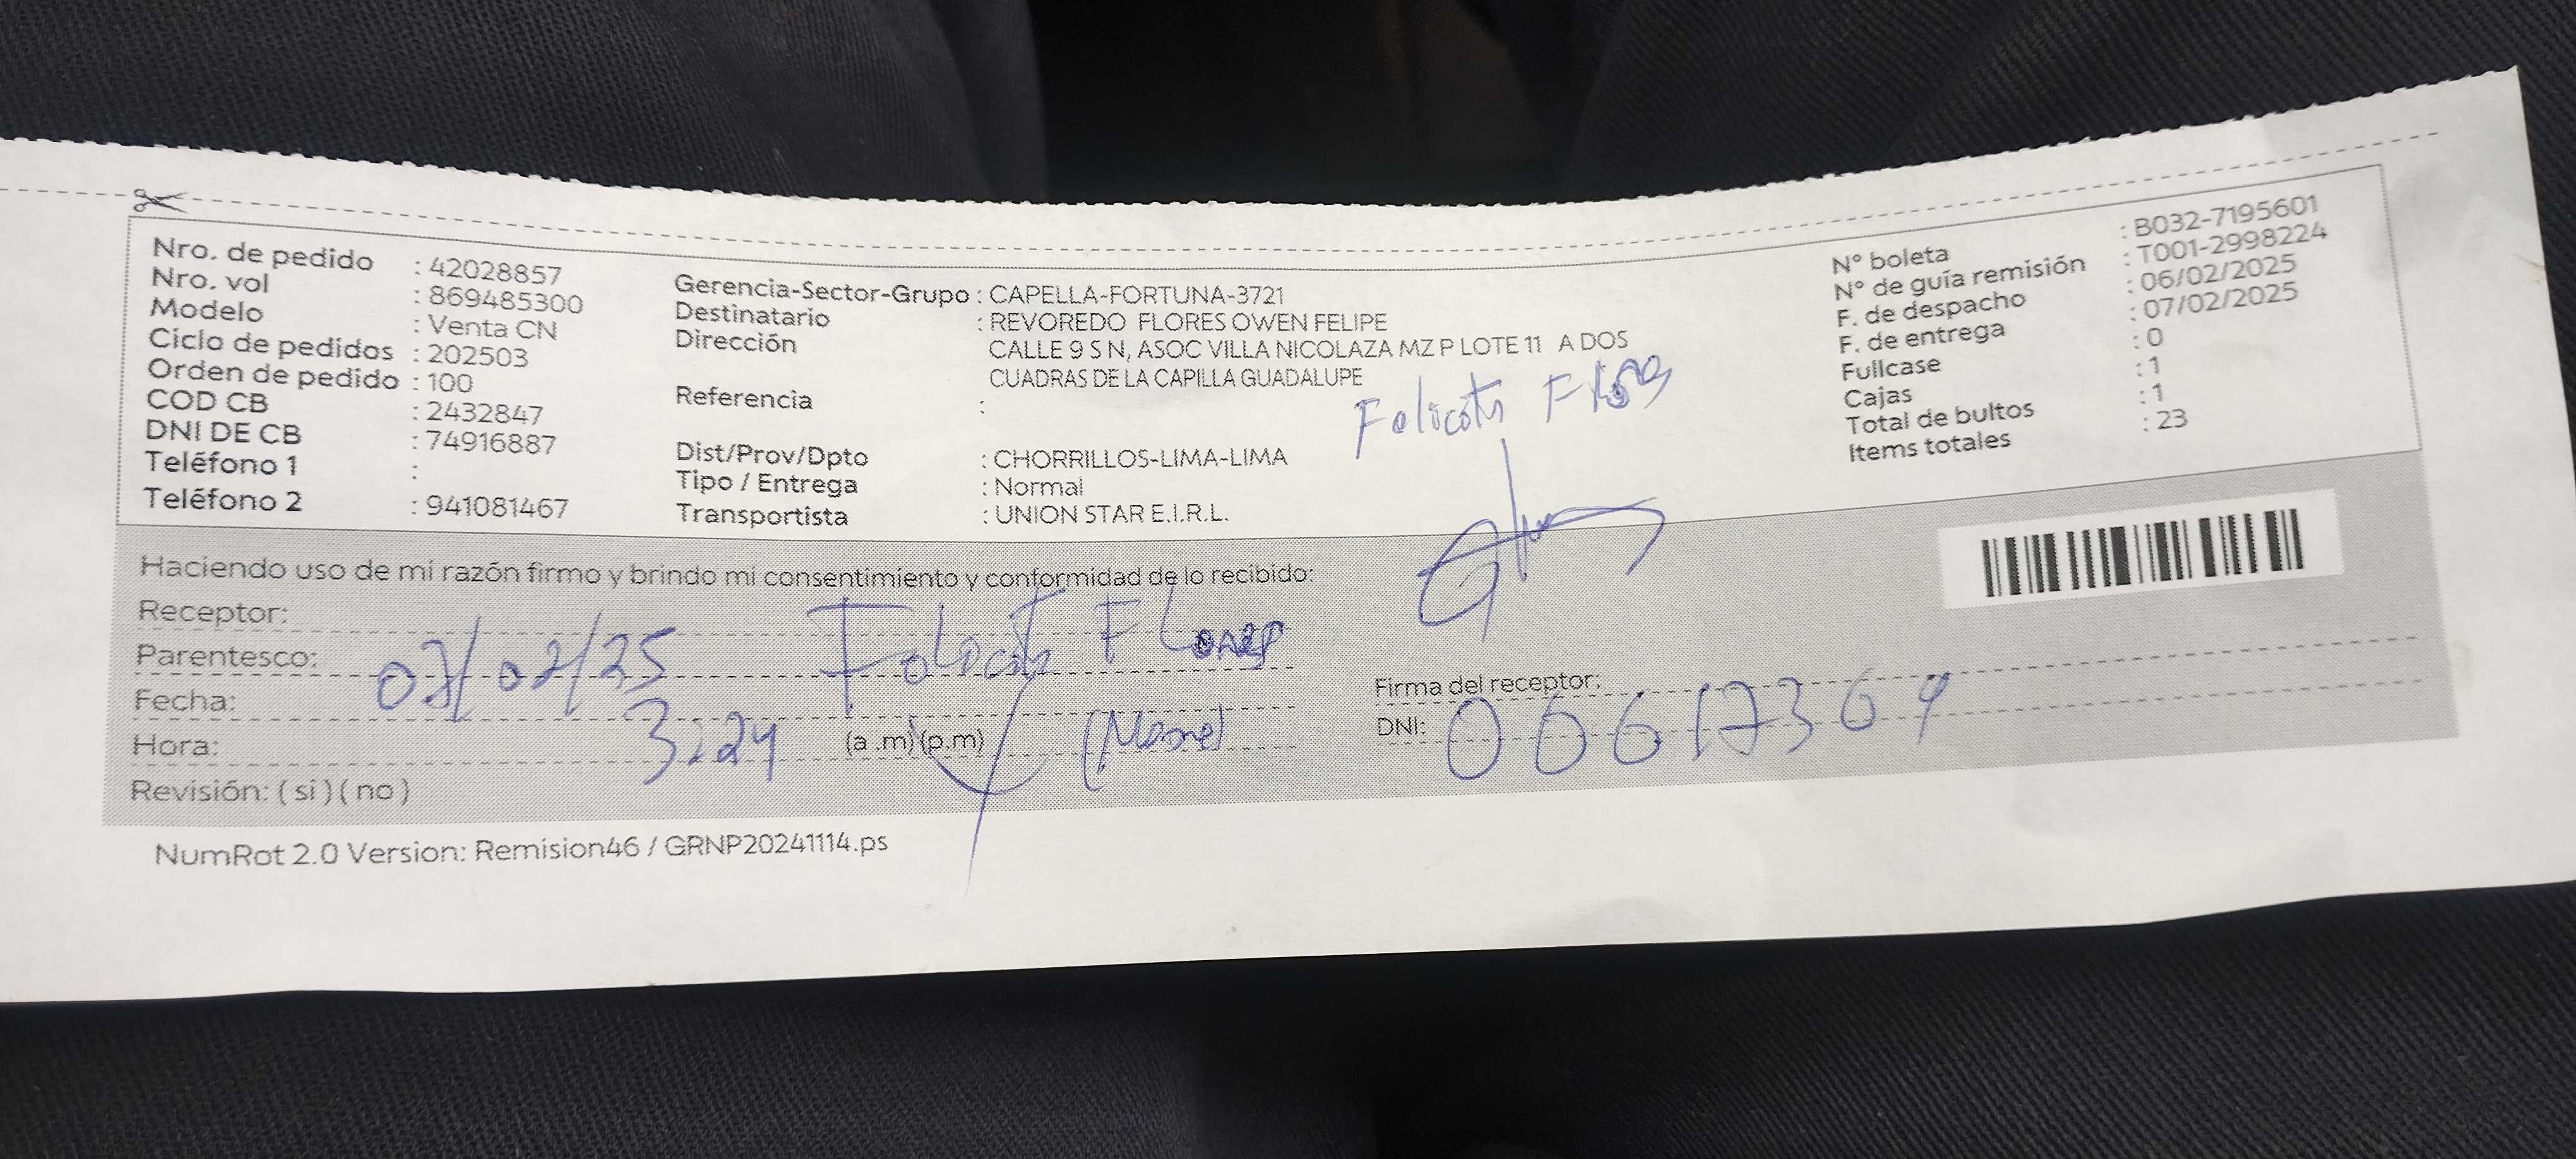 Nro. de pedido : 42028857
Nro. vol : 869485300
Modelo : Venta CN
Ciclo de pedidos : 202503
Orden de pedido : 100
COD CB : 2432847
DNI DE CB : 74916887
Teléfono 1 :
Teléfono 2 : 941081467
Gerencia-Sector-Grupo : CAPELLA-FORTUNA-3721
Destinatario : REVOREDO FLORES OWEN FELIPE
Dirección CALLE 9 S N, ASOC VILLA NICOLAZA MZ P LOTE 11 A DOS
CUADRAS DE LA CAPILLA GUADALUPE
Referencia :
Felicita Flores
Dist/Prov/Dpto : CHORRILLOS-LIMA-LIMA
Tipo / Entrega : Normal
Transportista : UNION STAR E.I.R.L.
N° boleta : B032-7195601
N° de guía remisión : T001-2998224
F. de despacho : 06/02/2025
F. de entrega : 07/02/2025
Fullcase : 0
Cajas : 1
Total de bultos : 1
Items totales : 23
Haciendo uso de mi razón firmo y brindo mi consentimiento y conformidad de lo recibido:
Receptor:
Parentesco: Felicita
Fecha: 07/02/25
Hora: 3:24 (a .m) (p.m)
Revisión: ( si ) ( no )
Firma del receptor:
DNI:
NumRot 2.0 Version: Remision46 / GRNP20241114.ps